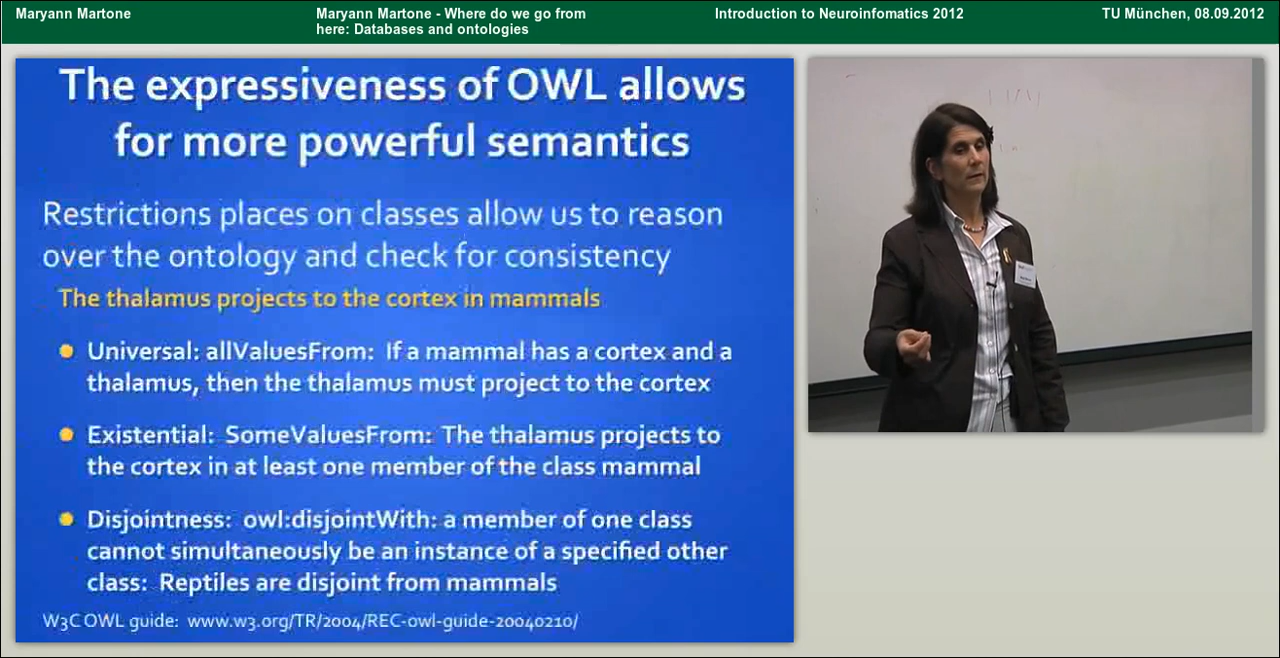 Maryann Martone
Maryann Martone - Where do we go from
here: Databases and ontologies
Introduction to Neuroinfomatics 2012
TU München, 08.09.2012
The expressiveness of OWL allows
for more powerful semantics
Restrictions places on classes allow us to reason
over the ontology and check for consistency
The thalamus projects to the cortex in mammals
Universal: allValuesFrom: If a mammal has a cortex and a
thalamus, then the thalamus must project to the cortex
Existential: SomeValuesFrom: The thalamus projects to
the cortex in at least one member of the class mammal
Disjointness: owl:disjointWith: a member of one class
cannot simultaneously be an instance of a specified other
class: Reptiles are disjoint from mammals
W3C OWL guide: www.w3.org/TR/2004/REC-owl-guide-20040210/